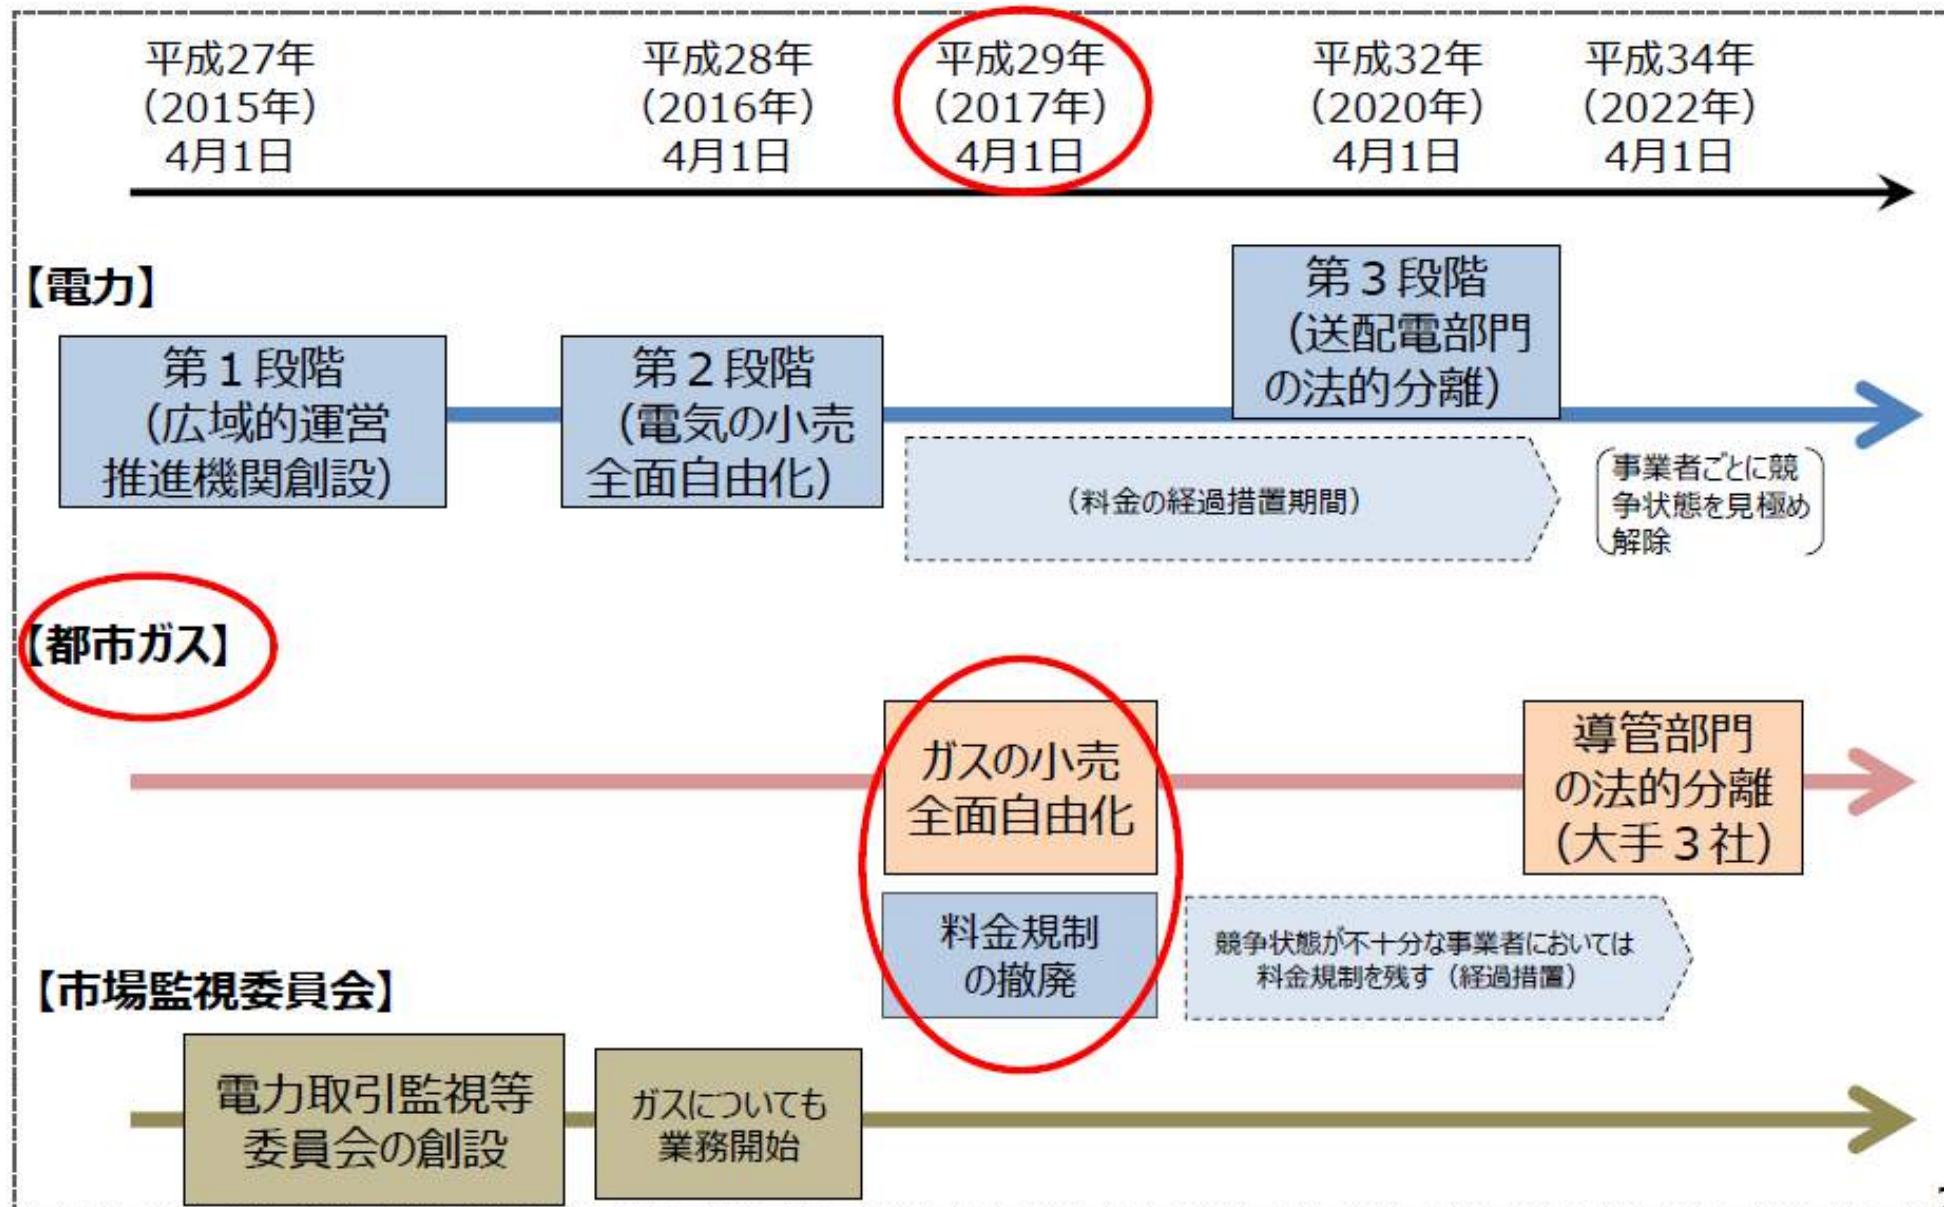 平成27年
（2015年）
4月1日
平成28年
（2016年）
4月1日
平成29年
（2017年）
4月1日
平成32年
（2020年）
4月1日
平成34年
（2022年）
4月1日
【電力】
第１段階
（広域的運営
推進機関創設）
第２段階
（電気の小売
全面自由化）
第３段階
（送配電部門
の法的分離）
（料金の経過措置期間）
事業者ごとに競
争状態を見極め
解除
【都市ガス】
ガスの小売
全面自由化
導管部門
の法的分離
（大手３社）
料金規制
の撤廃
競争状態が不十分な事業者においては
料金規制を残す（経過措置）
【市場監視委員会】
電力取引監視等
委員会の創設
ガスについても
業務開始